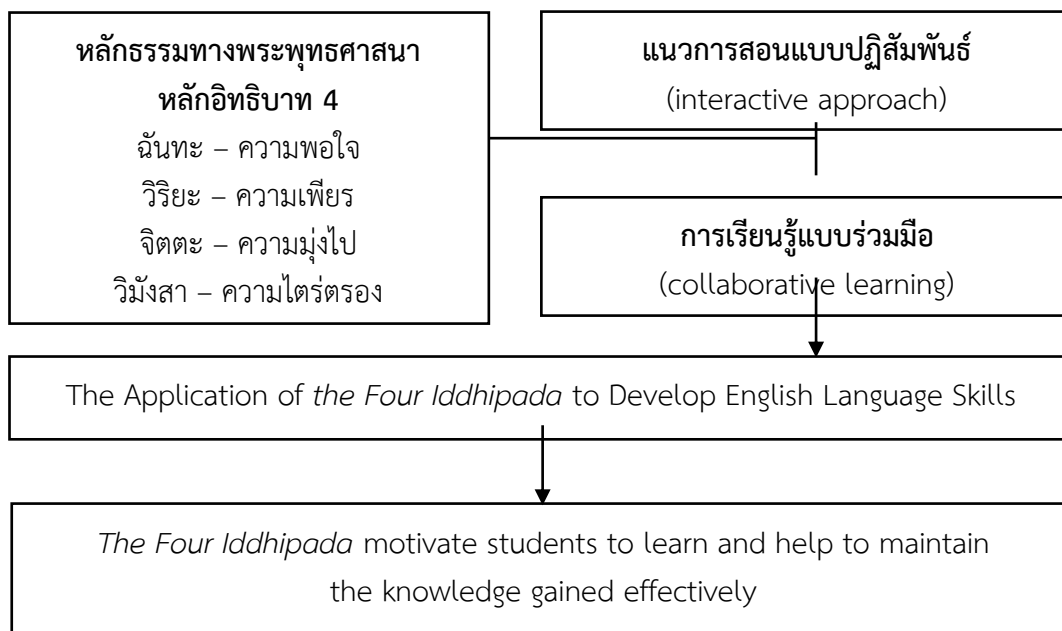 หลักธรรมทางพระพุทธศาสนา
หลักอิทธิบาท 4
ฉันทะ – ความพอใจ
วิริยะ – ความเพียร
จิตตะ – ความมุ่งไป
วิมังสา – ความไตร่ตรอง
แนวการสอนแบบปฏิสัมพันธ์
(interactive approach)
การเรียนรู้แบบร่วมมือ
(collaborative learning)
The Application of the Four Iddhipada to Develop English Language Skills
The Four Iddhipada motivate students to learn and help to maintain
the knowledge gained effectively